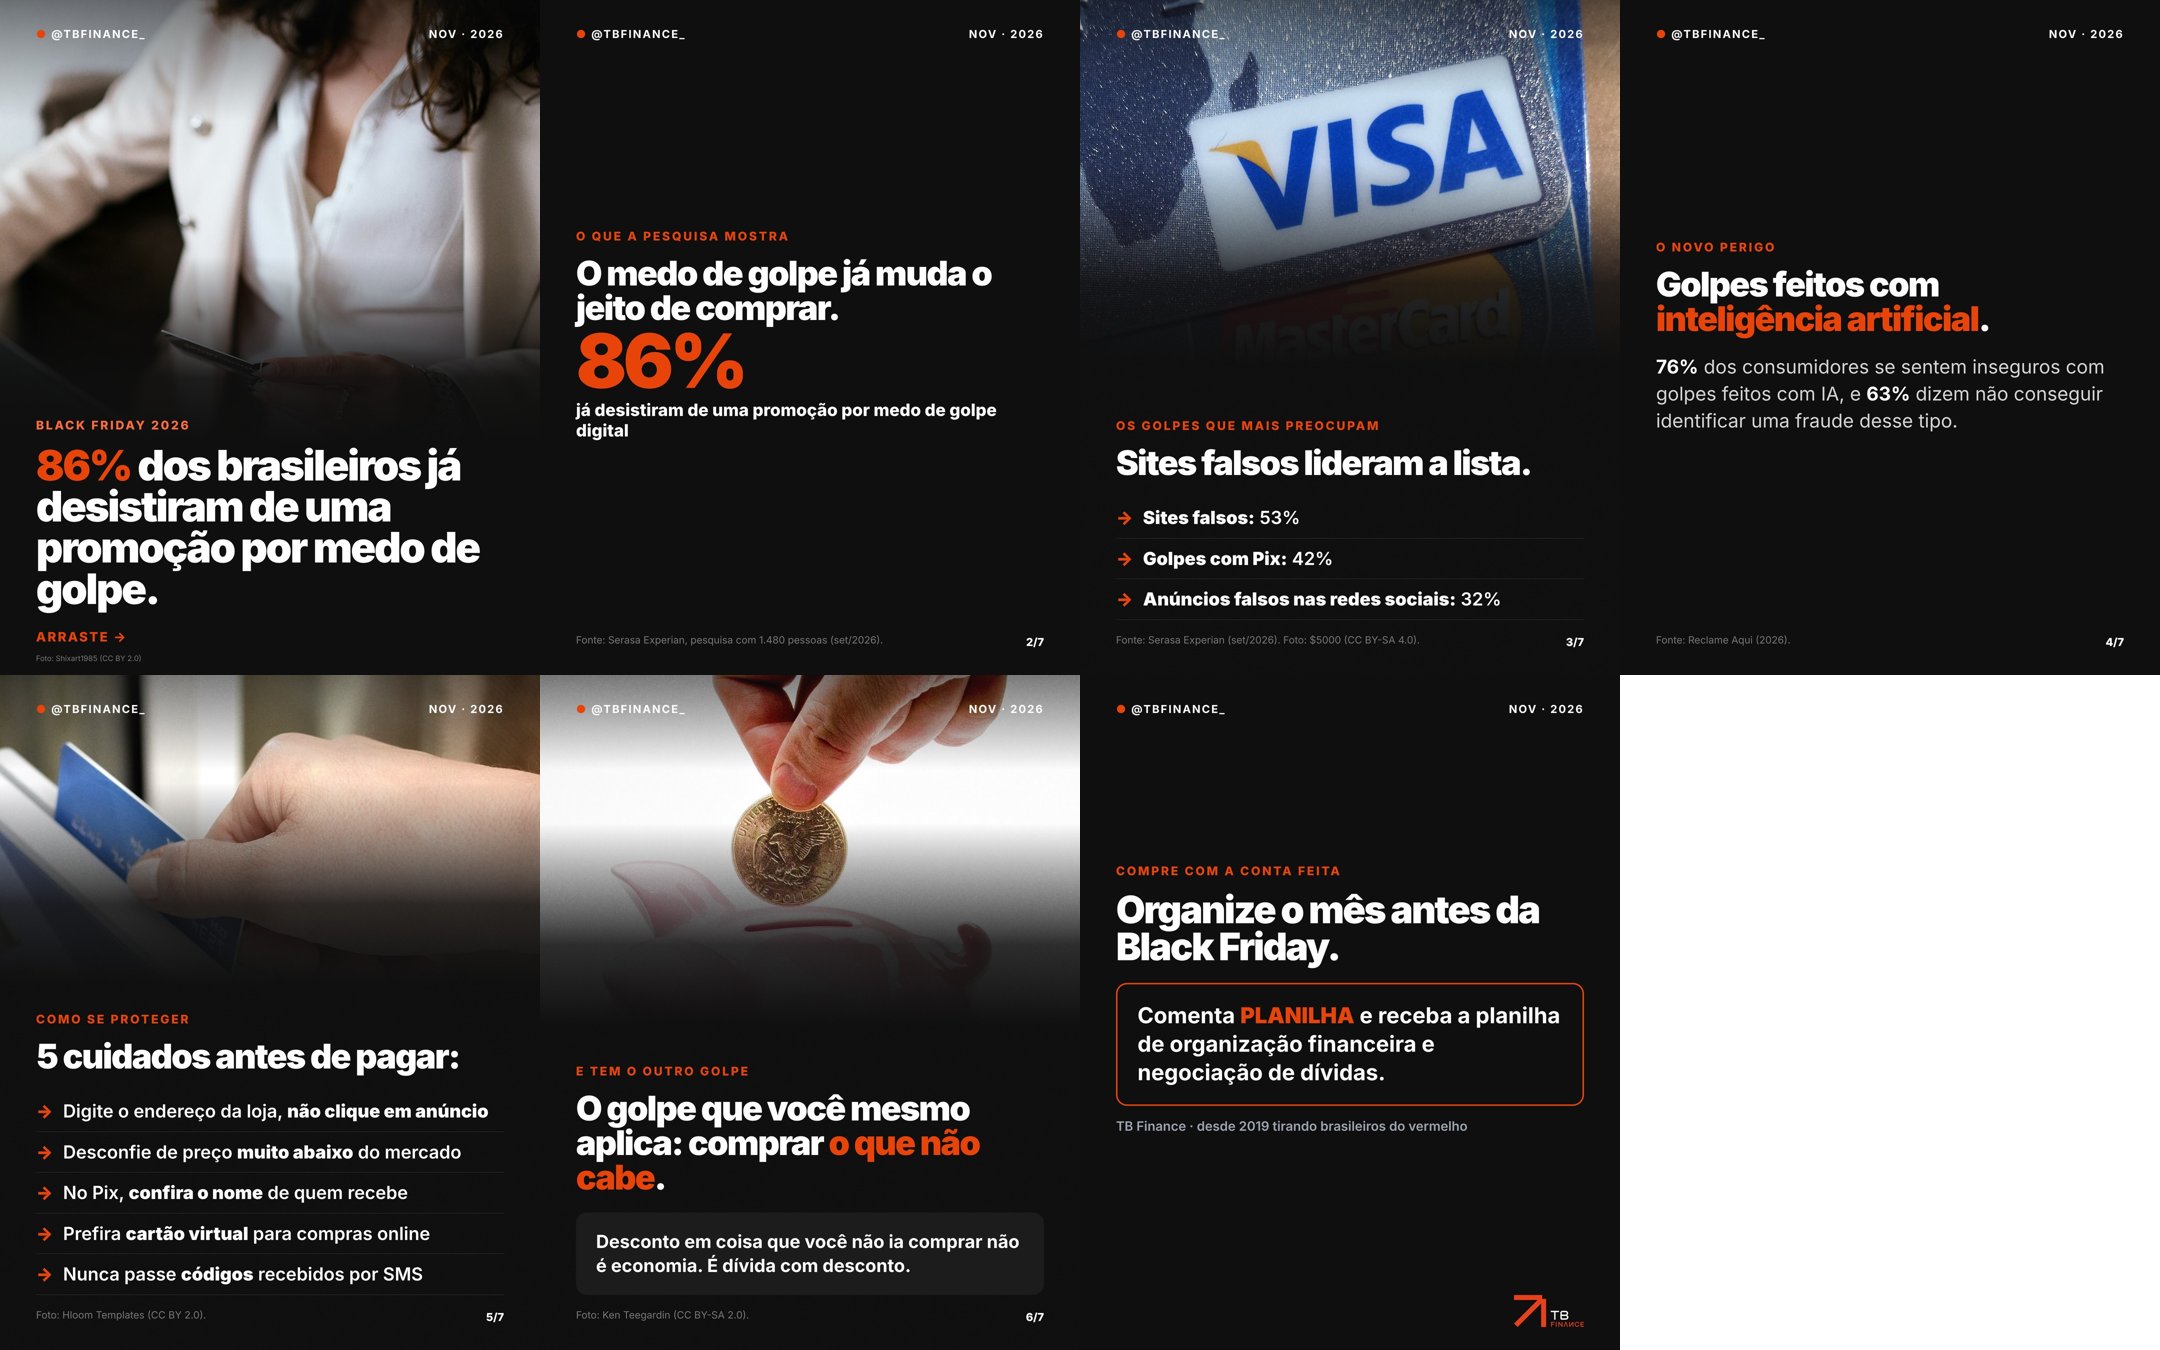 @TBFINANCE_
NOV · 2026
BLACK FRIDAY 2026
86% dos brasileiros já
desistiram de uma
promoção por medo de
golpe.
ARRASTE →
Foto: Shixart1985 (CC BY 2.0)
@TBFINANCE_
NOV · 2026
O QUE A PESQUISA MOSTRA
O medo de golpe já muda o
jeito de comprar.
86%
já desistiram de uma promoção por medo de golpe
digital
Fonte: Serasa Experian, pesquisa com 1.480 pessoas (set/2026).
2/7
@TBFINANCE_
NOV · 2026
VISA
MasterCard
OS GOLPES QUE MAIS PREOCUPAM
Sites falsos lideram a lista.
→ Sites falsos: 53%
→ Golpes com Pix: 42%
→ Anúncios falsos nas redes sociais: 32%
Fonte: Serasa Experian (set/2026). Foto: $5000 (CC BY-SA 4.0).
3/7
@TBFINANCE_
NOV · 2026
O NOVO PERIGO
Golpes feitos com
inteligência artificial.
76% dos consumidores se sentem inseguros com
golpes feitos com IA, e 63% dizem não conseguir
identificar uma fraude desse tipo.
Fonte: Reclame Aqui (2026).
4/7
@TBFINANCE_
NOV · 2026
COMO SE PROTEGER
5 cuidados antes de pagar:
→ Digite o endereço da loja, não clique em anúncio
→ Desconfie de preço muito abaixo do mercado
→ No Pix, confira o nome de quem recebe
→ Prefira cartão virtual para compras online
→ Nunca passe códigos recebidos por SMS
Foto: Hloom Templates (CC BY 2.0).
5/7
@TBFINANCE_
NOV · 2026
E TEM O OUTRO GOLPE
O golpe que você mesmo
aplica: comprar o que não
cabe.
Desconto em coisa que você não ia comprar não
é economia. É dívida com desconto.
Foto: Ken Teegardin (CC BY-SA 2.0).
6/7
@TBFINANCE_
NOV · 2026
COMPRE COM A CONTA FEITA
Organize o mês antes da
Black Friday.
Comenta PLANILHA e receba a planilha
de organização financeira e
negociação de dívidas.
TB Finance · desde 2019 tirando brasileiros do vermelho
TB
FINANCE